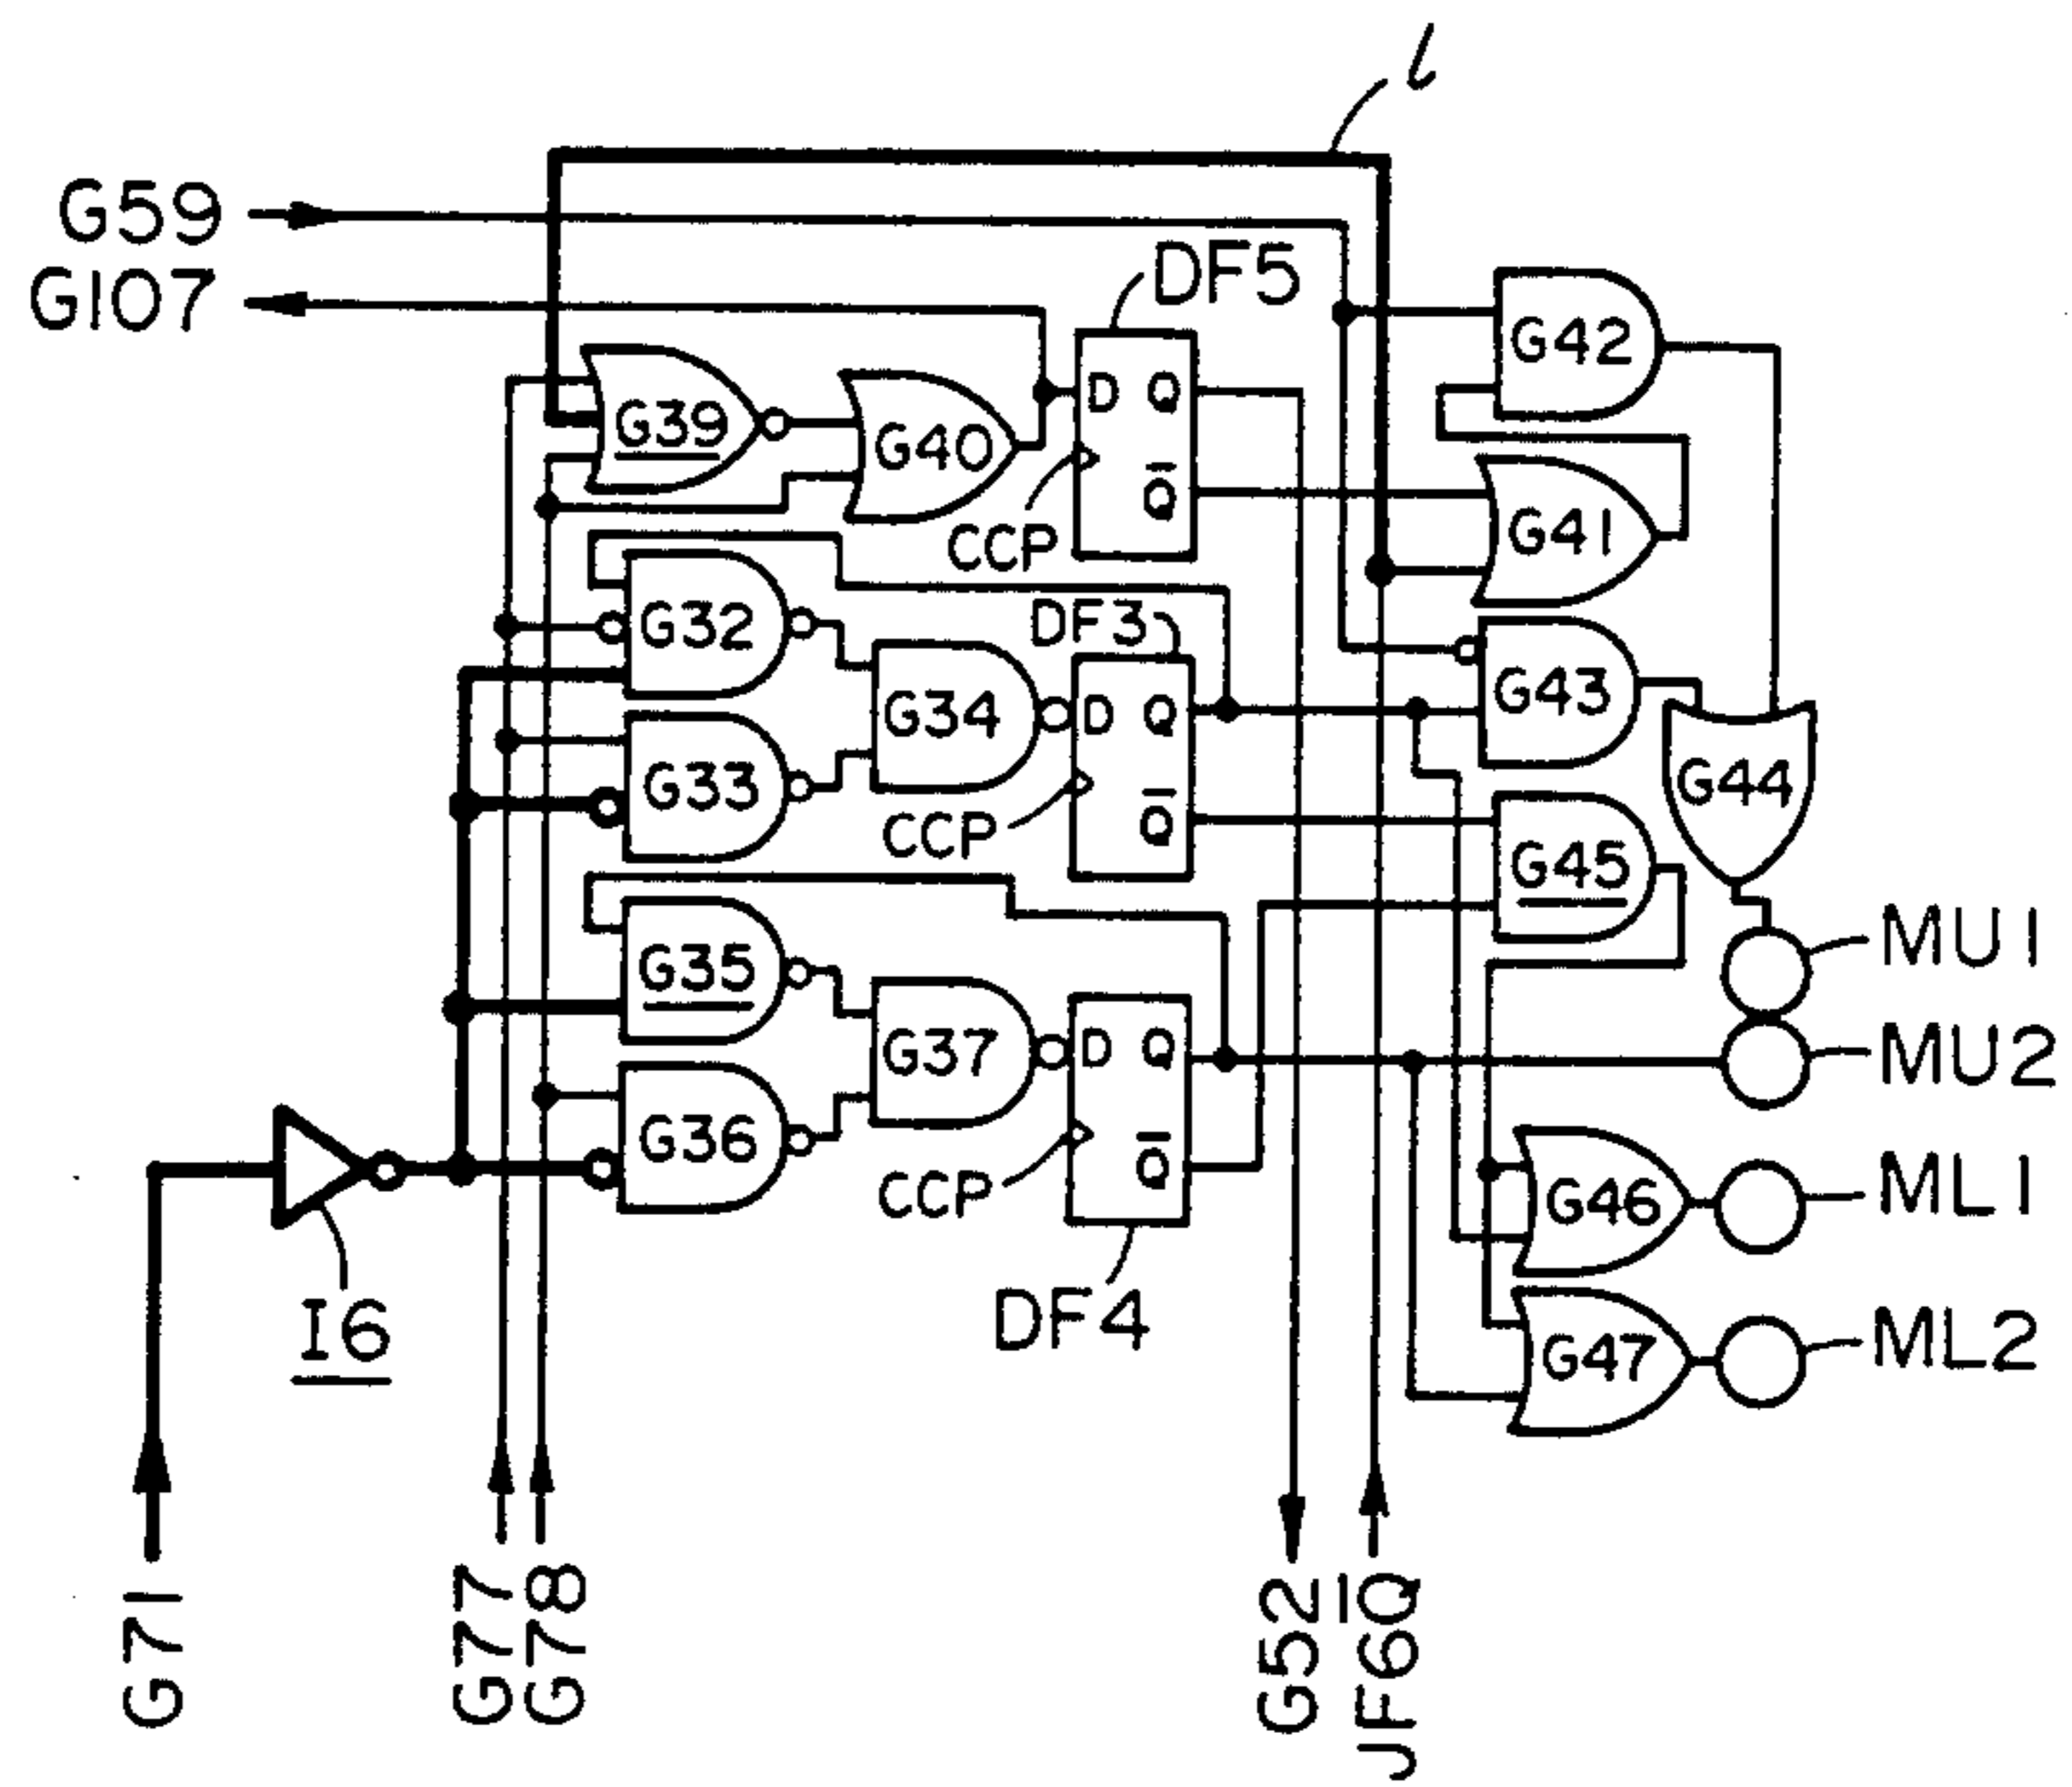 l
G59
G107
DF5
G42
D Q
G39
G40
G41
Q̅
CCP
DF3
G32
G43
D Q
G34
G44
G33
CCP
Q̅
G45
MU1
G35
D Q
G37
MU2
G36
CCP
Q̅
G46
ML1
I6
DF4
G47
ML2
G71
G77
G78
G52
JF6Q̅